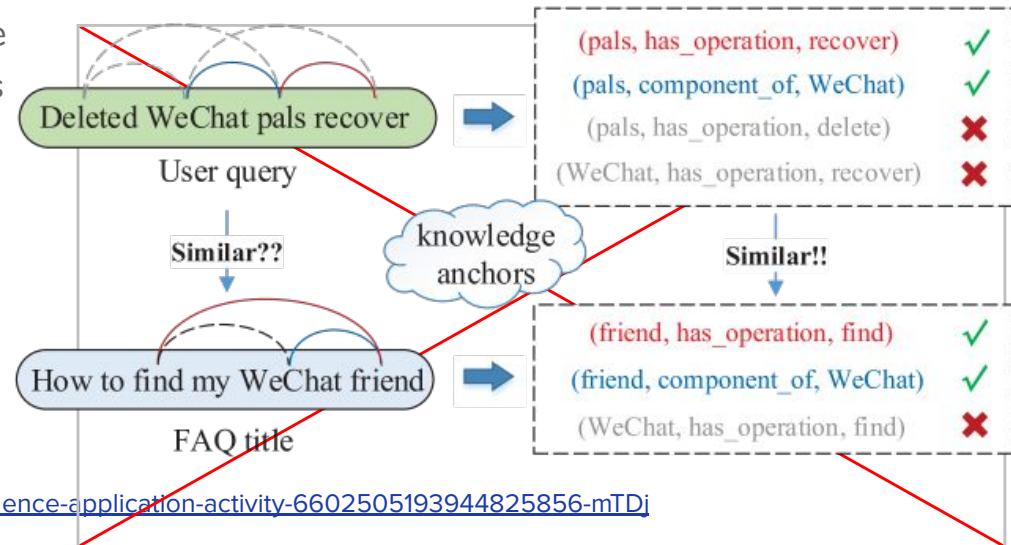 e
s
Deleted WeChat pals recover
User query
(pals, has_operation, recover)
(pals, component_of, WeChat)
(pals, has_operation, delete)
(WeChat, has_operation, recover)
Similar??
knowledge
anchors
Similar!!
How to find my WeChat friend
FAQ title
(friend, has_operation, find)
(friend, component_of, WeChat)
(WeChat, has_operation, find)
ence-application-activity-6602505193944825856-mTDj